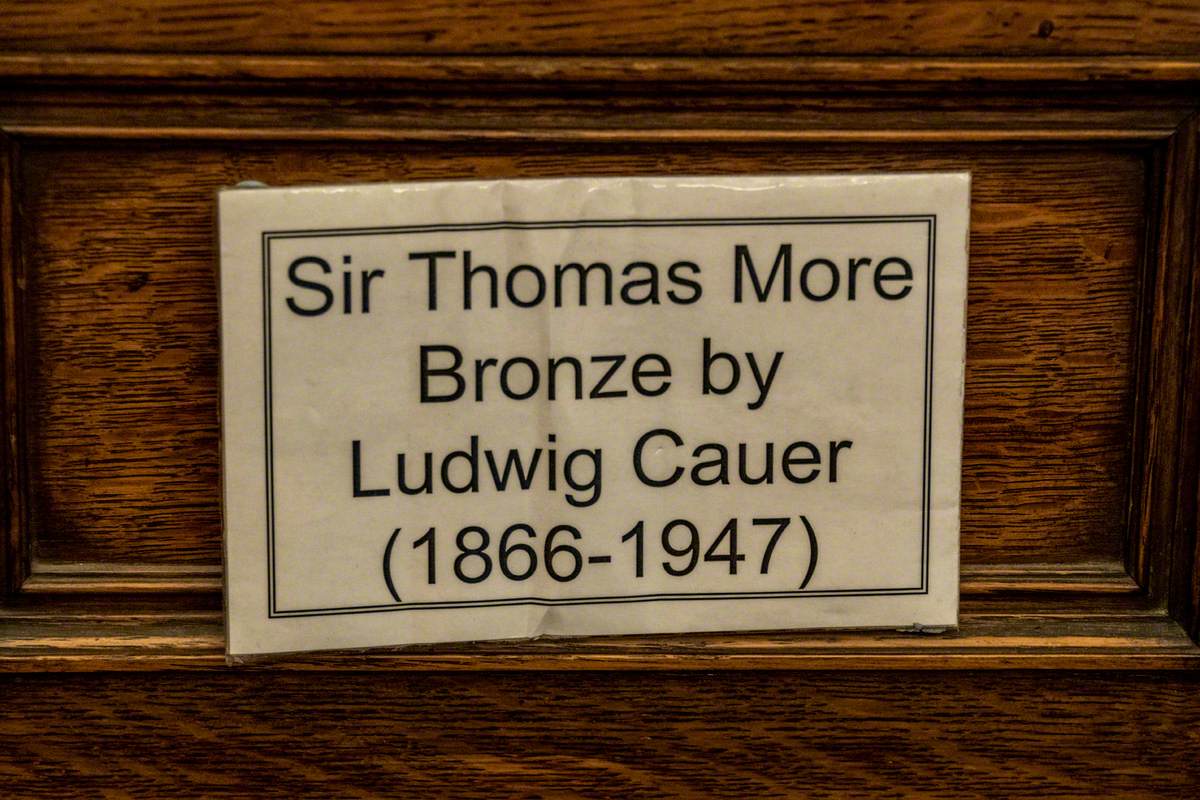 Sir Thomas More
Bronze by
Ludwig Cauer
(1866-1947)